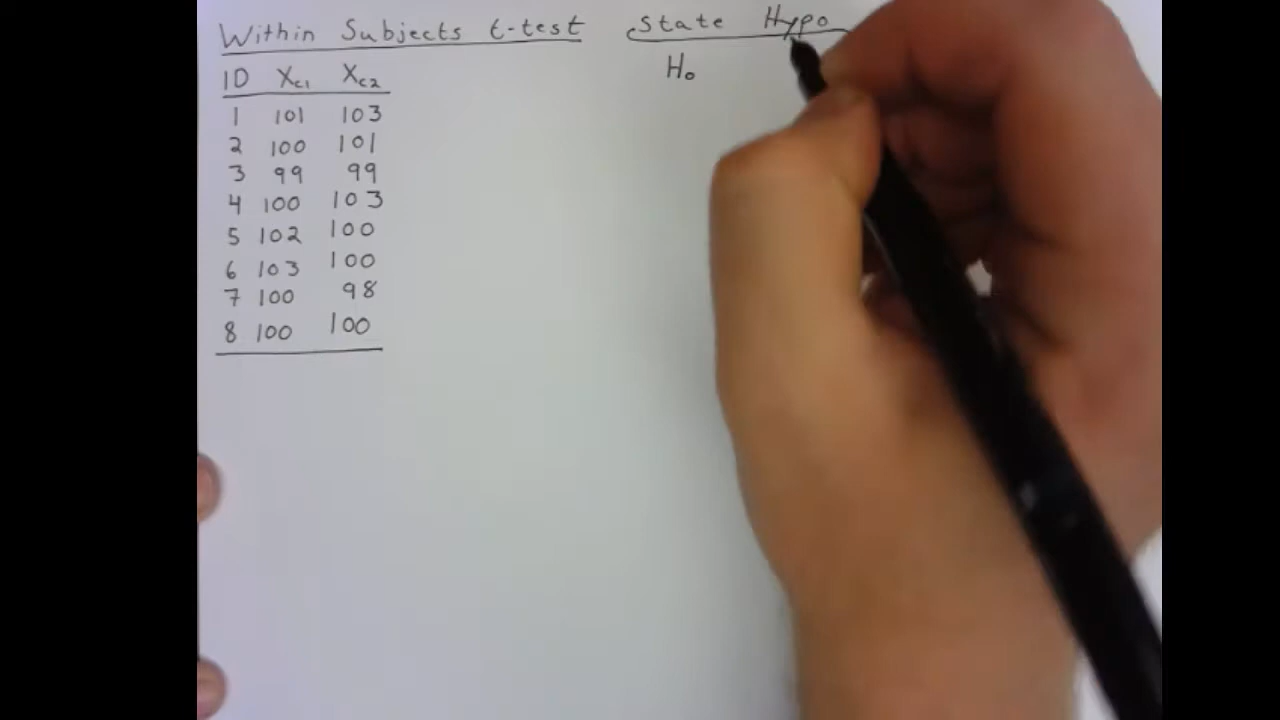 Within Subjects t-test
ID Xc1 Xc2
1 101 103
2 100 101
3 99 99
4 100 103
5 102 100
6 103 100
7 100 98
8 100 100
State Hypo
Ho